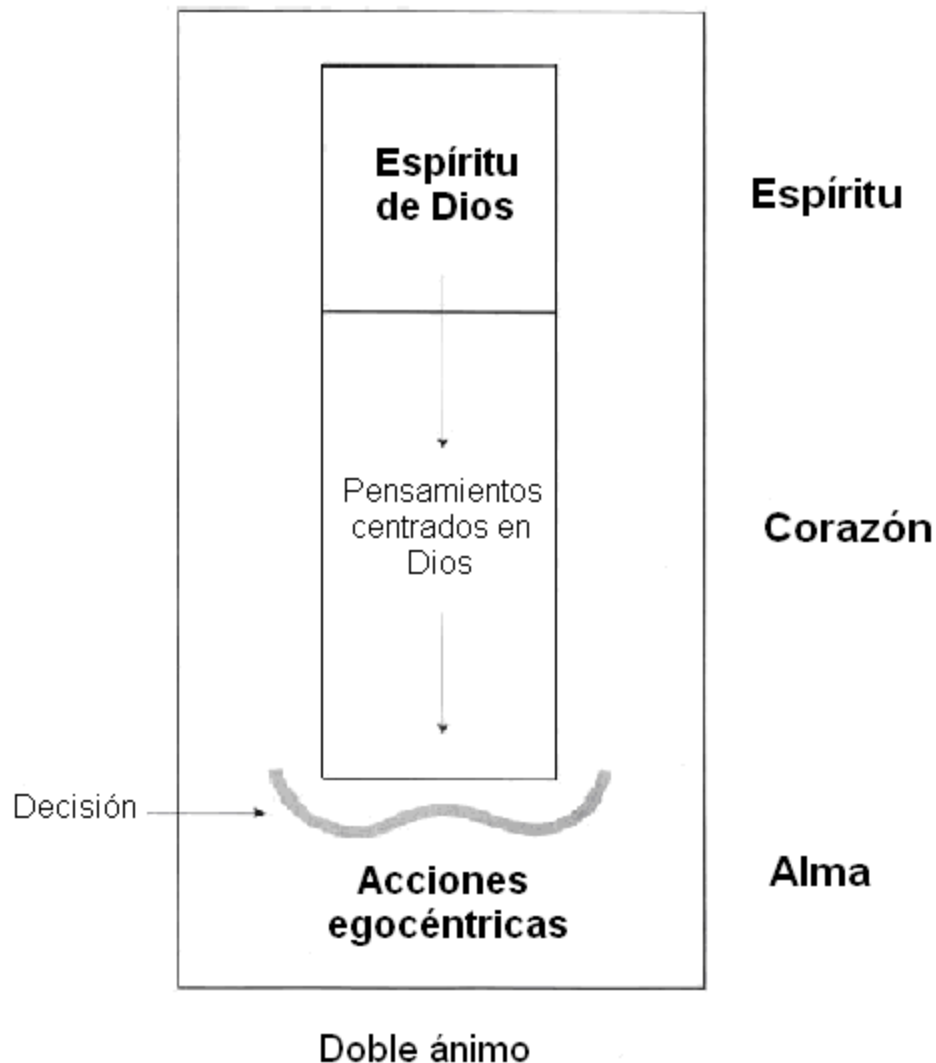 Espíritu
de Dios
Espíritu
Pensamientos
centrados en
Dios
Corazón
Decisión
Acciones
egocéntricas
Alma
Doble ánimo